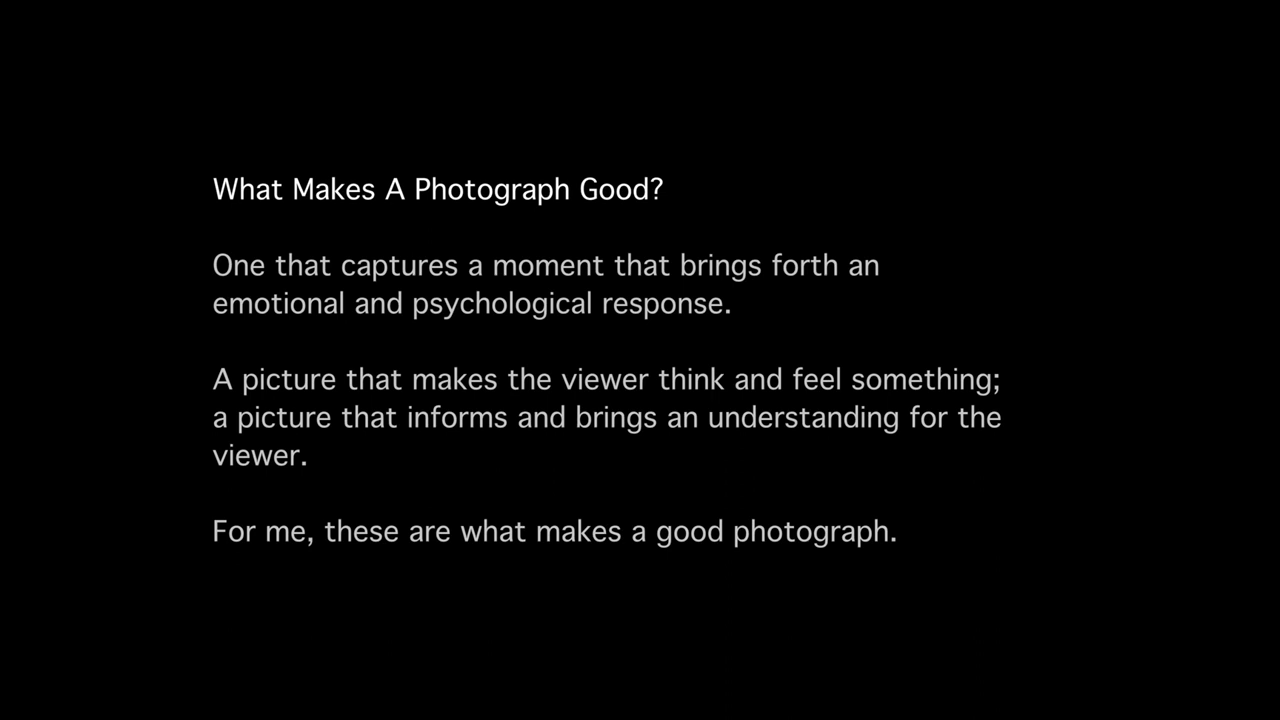 What Makes A Photograph Good?
One that captures a moment that brings forth an
emotional and psychological response.
A picture that makes the viewer think and feel something;
a picture that informs and brings an understanding for the
viewer.
For me, these are what makes a good photograph.